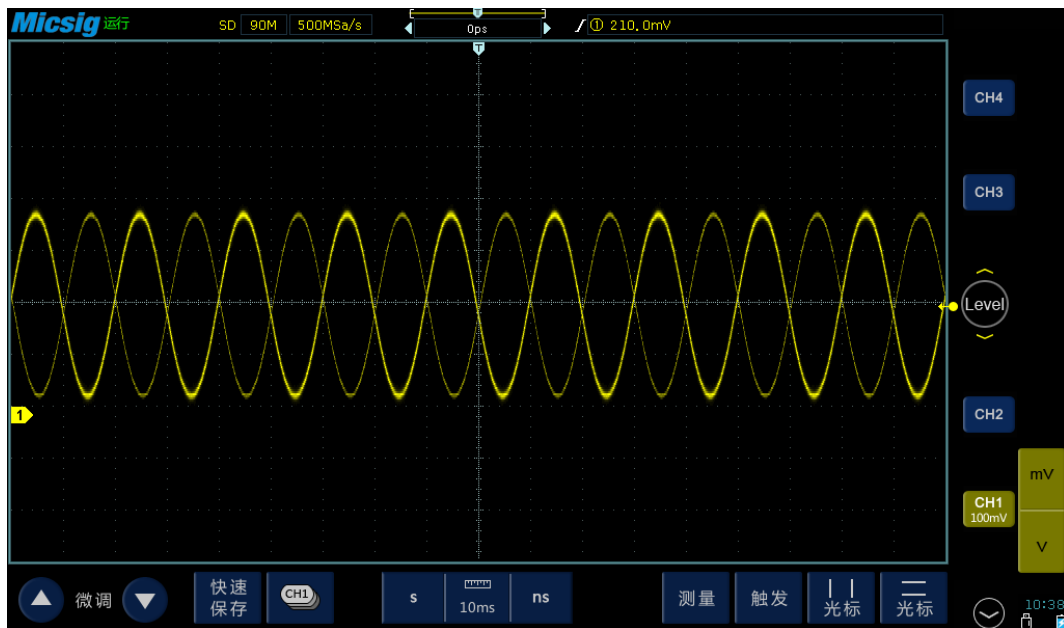 Micsig 运行 SD 90M 500MSa/s 0ps ① 210.0mV
T
T
CH4
CH3
Level
1
CH2
mV
CH1
100mV
V
微调
快速
保存
CH1
s
10ms
ns
测量
触发
光标
光标
10:38